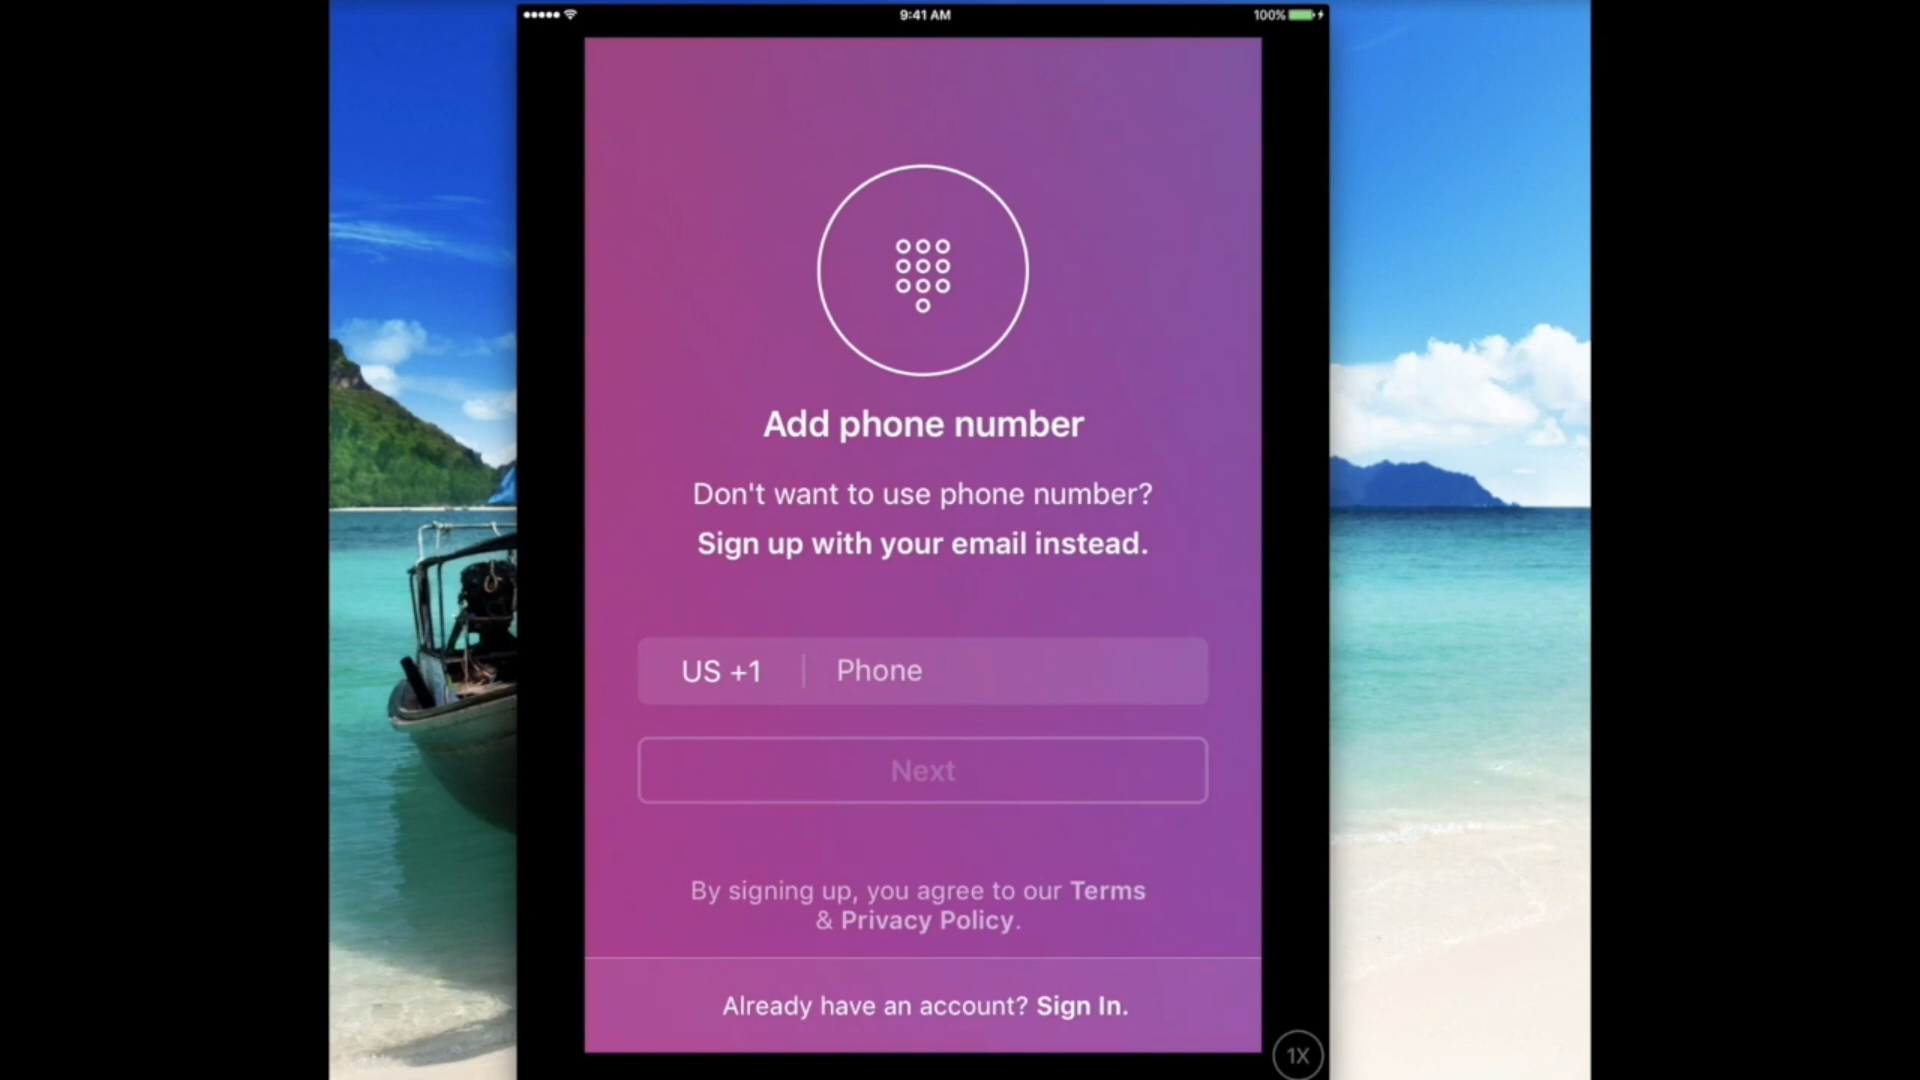 9:41 AM
100%
Add phone number
Don't want to use phone number?
Sign up with your email instead.
US +1
Phone
Next
By signing up, you agree to our Terms
& Privacy Policy.
Already have an account? Sign In.
1X